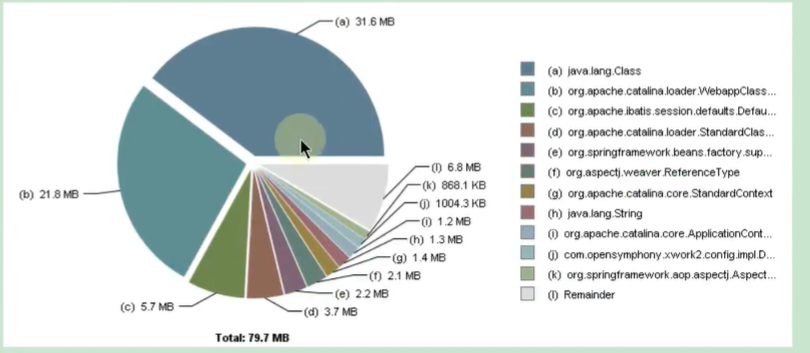 (a) 31.6 MB
(b) 21.8 MB
(c) 5.7 MB
(d) 3.7 MB
(e) 2.2 MB
(f) 2.1 MB
(g) 1.4 MB
(h) 1.3 MB
(i) 1.2 MB
(j) 1004.3 KB
(k) 868.1 KB
(l) 6.8 MB
Total: 79.7 MB
(a) java.lang.Class
(b) org.apache.catalina.loader.WebappClass...
(c) org.apache.ibatis.session.defaults.Defau...
(d) org.apache.catalina.loader.StandardClas...
(e) org.springframework.beans.factory.sup...
(f) org.aspectj.weaver.ReferenceType
(g) org.apache.catalina.core.StandardContext
(h) java.lang.String
(i) org.apache.catalina.core.ApplicationCont...
(j) com.opensymphony.xwork2.config.impl.D...
(k) org.springframework.aop.aspectj.Aspect...
(l) Remainder